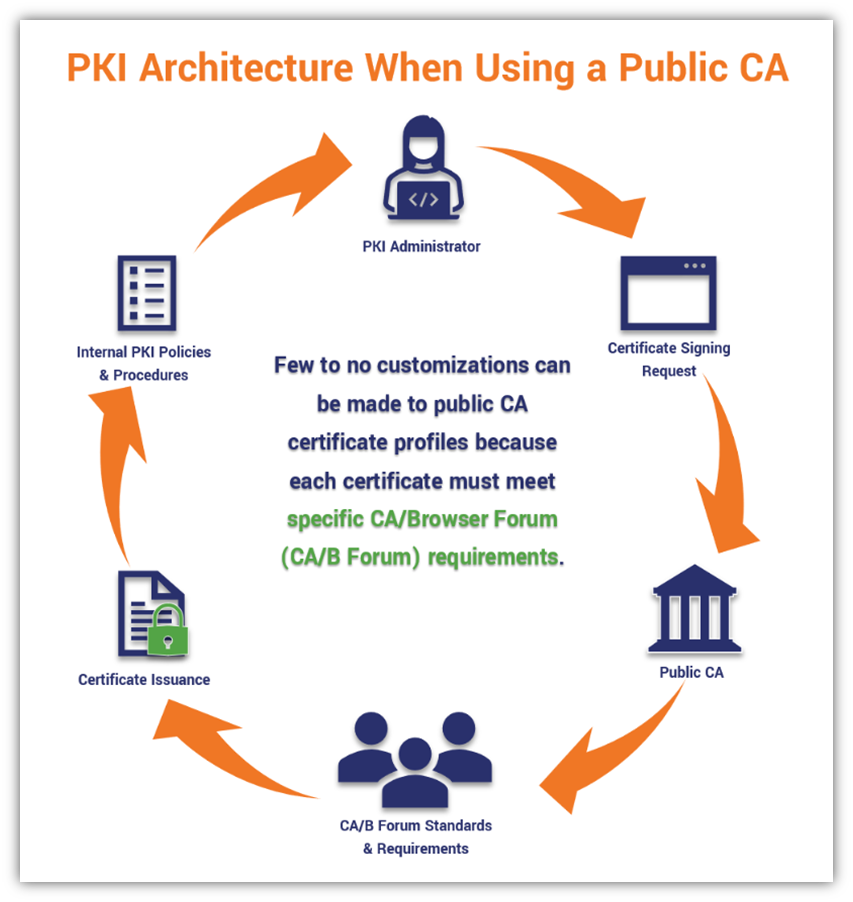 PKI Architecture When Using a Public CA
</>
PKI Administrator
Certificate Signing
Request
Internal PKI Policies
& Procedures
Few to no customizations can
be made to public CA
certificate profiles because
each certificate must meet
specific CA/Browser Forum
(CA/B Forum) requirements.
Public CA
Certificate Issuance
CA/B Forum Standards
& Requirements